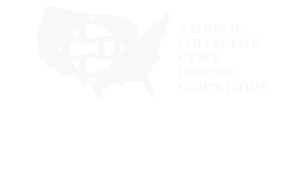 NATIONAL
COLLEGIATE
CYBER
DEFENSE
COMPETITION